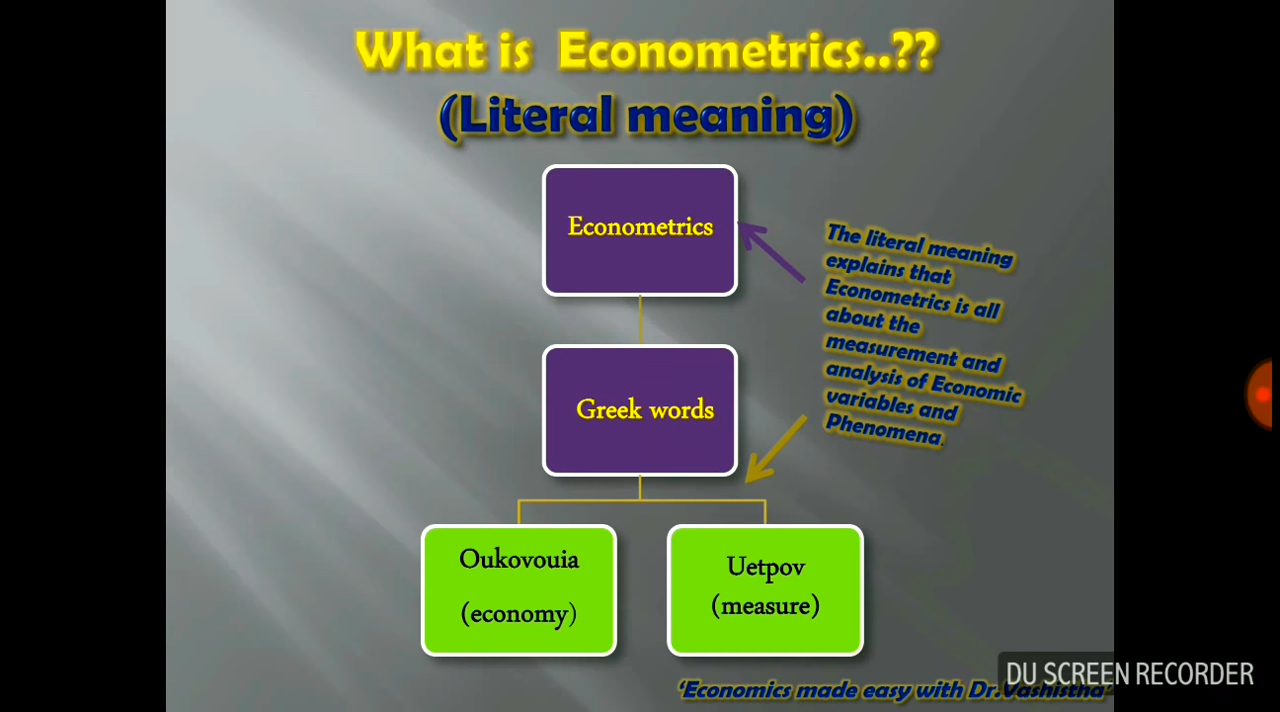 What is Econometrics..??
(Literal meaning)
Econometrics
The literal meaning
explains that
Econometrics is all
about the
measurement and
analysis of Economic
variables and
Phenomena.
Greek words
Oukovouia
(economy)
Uetpov
(measure)
'Economics made easy with Dr.Vashistha'
DU SCREEN RECORDER